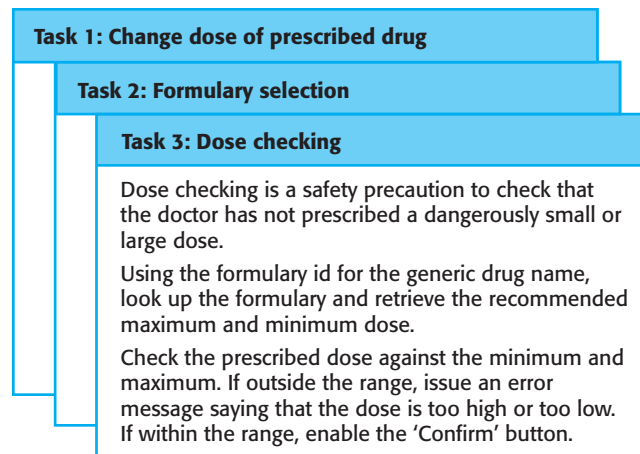 Task 1: Change dose of prescribed drug
Task 2: Formulary selection
Task 3: Dose checking
Dose checking is a safety precaution to check that
the doctor has not prescribed a dangerously small or
large dose.
Using the formulary id for the generic drug name,
look up the formulary and retrieve the recommended
maximum and minimum dose.
Check the prescribed dose against the minimum and
maximum. If outside the range, issue an error
message saying that the dose is too high or too low.
If within the range, enable the ‘Confirm’ button.